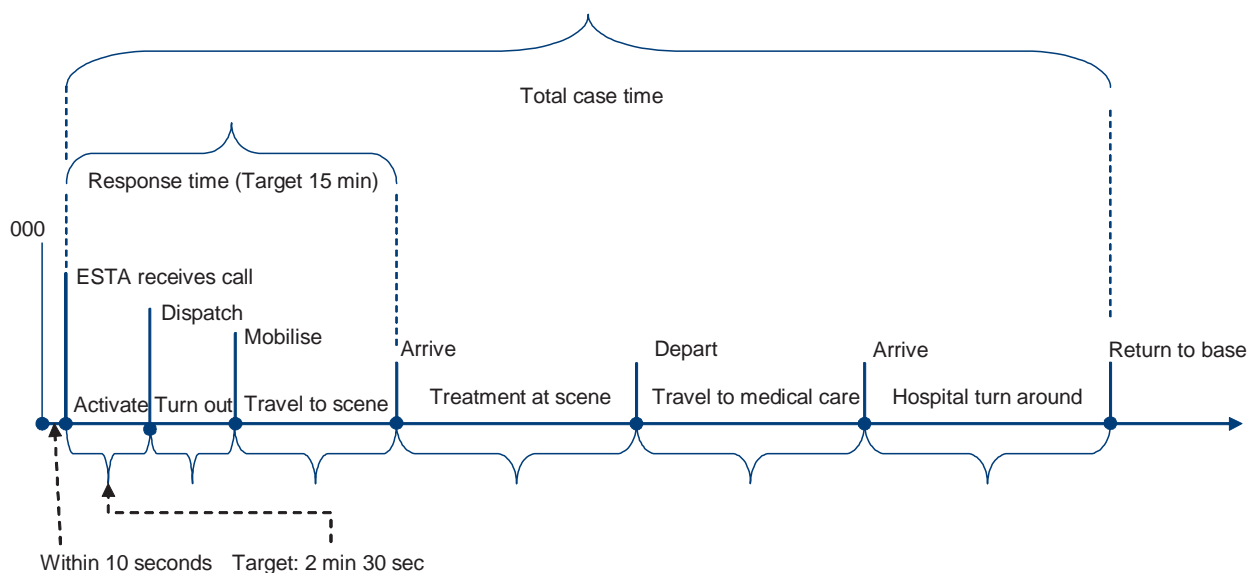 Total case time
Response time (Target 15 min)
000
ESTA receives call
Dispatch
Mobilise
Arrive
Depart
Arrive
Return to base
Activate
Turn out
Travel to scene
Treatment at scene
Travel to medical care
Hospital turn around
Within 10 seconds
Target: 2 min 30 sec